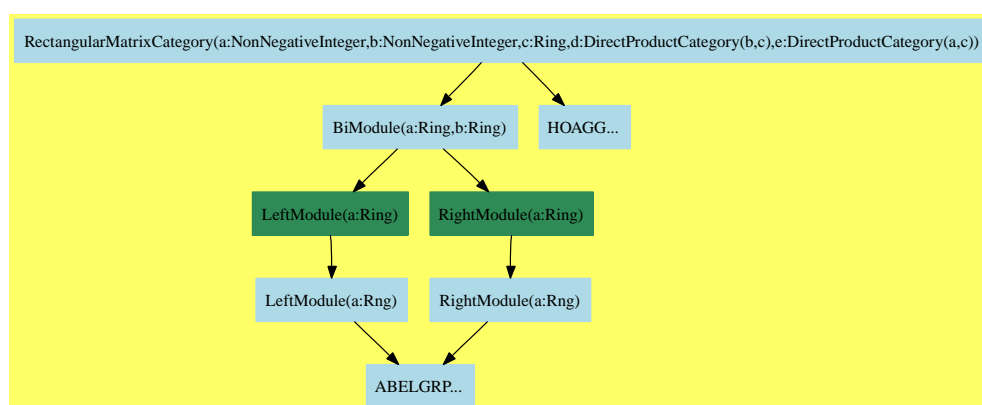 RectangularMatrixCategory(a:NonNegativeInteger,b:NonNegativeInteger,c:Ring,d:DirectProductCategory(b,c),e:DirectProductCategory(a,c))
BiModule(a:Ring,b:Ring)
HOAGG...
LeftModule(a:Ring)
RightModule(a:Ring)
LeftModule(a:Rng)
RightModule(a:Rng)
ABELGRP...